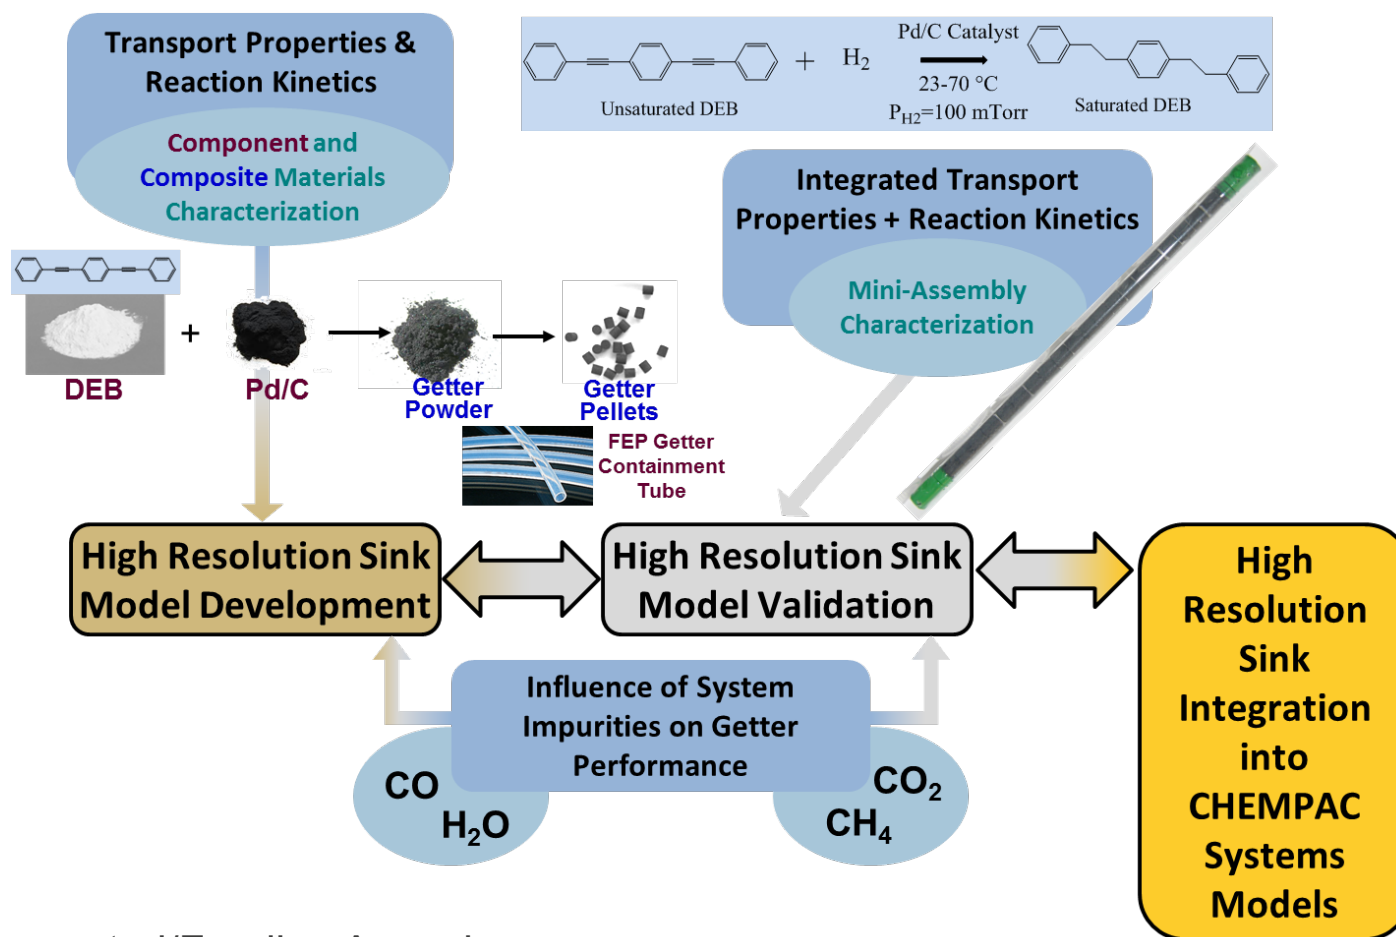 Transport Properties &
Reaction Kinetics
Component and
Composite Materials
Characterization
Pd/C Catalyst
+ H2
23-70 °C
PH2=100 mTorr
Unsaturated DEB
Saturated DEB
Integrated Transport
Properties + Reaction Kinetics
Mini-Assembly
Characterization
+
DEB
Pd/C
Getter
Powder
Getter
Pellets
FEP Getter
Containment
Tube
High Resolution Sink
Model Development
High Resolution Sink
Model Validation
High
Resolution
Sink
Integration
into
CHEMPAC
Systems
Models
Influence of System
Impurities on Getter
Performance
CO
H2O
CO2
CH4